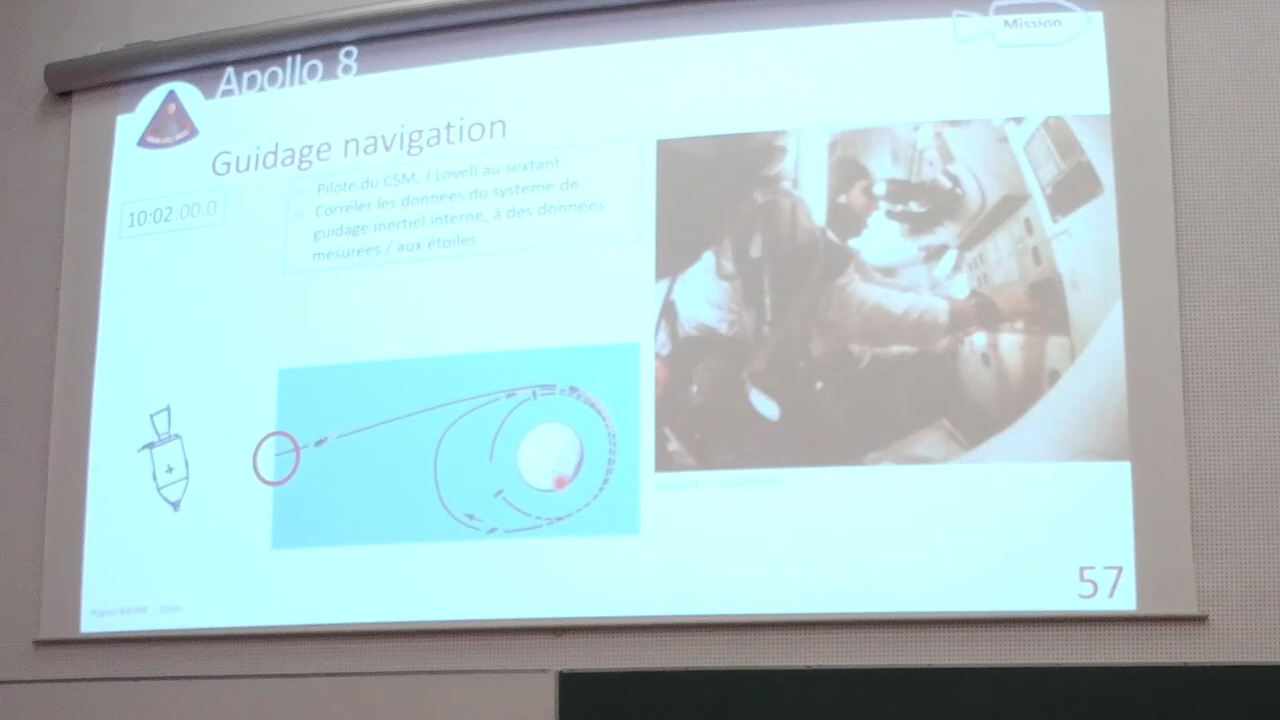 Mission
Apollo 8
Guidage navigation
10:02:00.0
Pilote du CSM, J Lovell au sextant
Corréler les données du système de
guidage inertiel interne, à des données
mesurées / aux étoiles
57